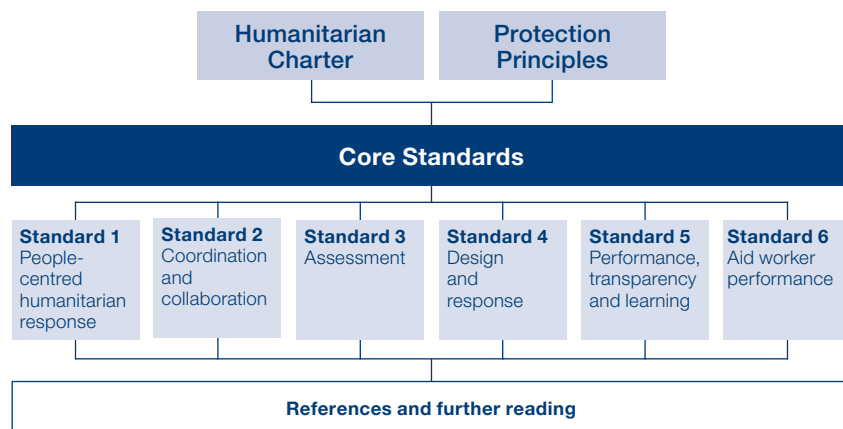 Humanitarian
Charter
Protection
Principles
Core Standards
Standard 1
People-
centred
humanitarian
response
Standard 2
Coordination
and
collaboration
Standard 3
Assessment
Standard 4
Design
and
response
Standard 5
Performance,
transparency
and learning
Standard 6
Aid worker
performance
References and further reading